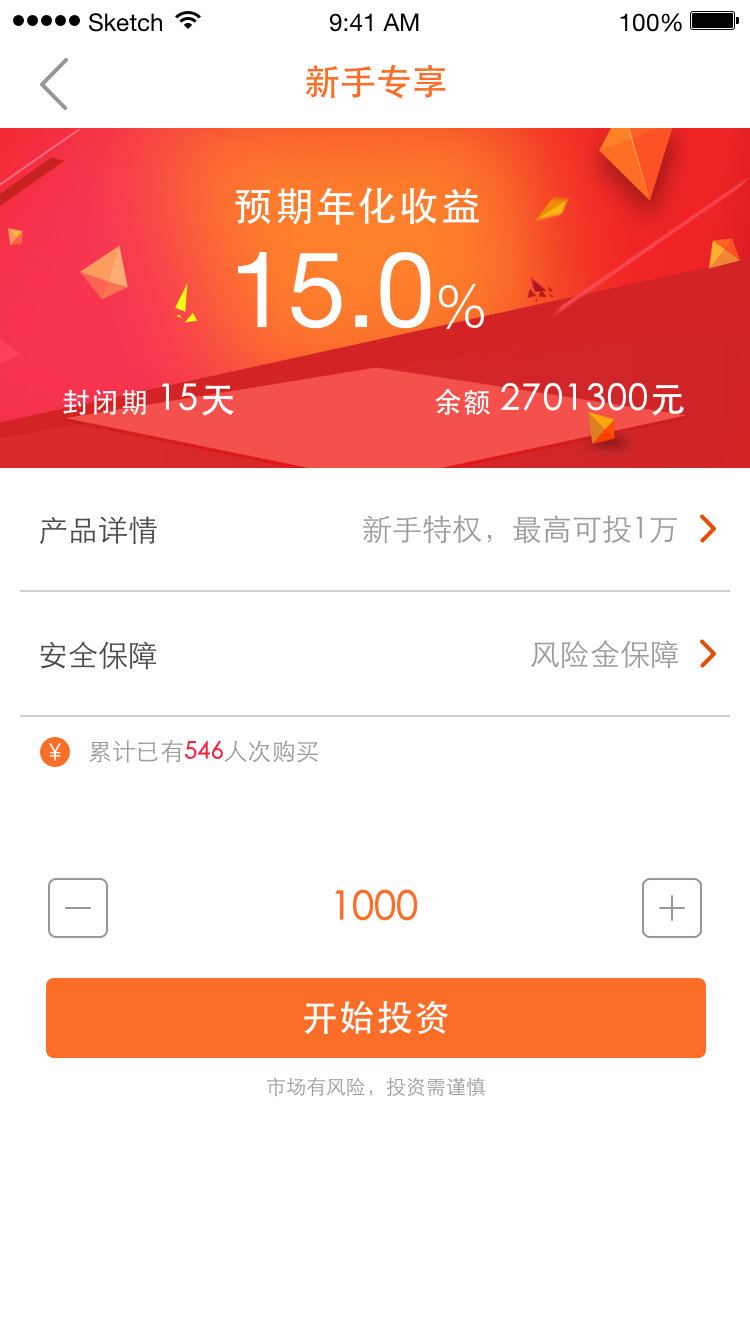 Sketch 9:41 AM 100%
新手专享
预期年化收益
15.0%
封闭期 15天 余额 2701300元
产品详情 新手特权，最高可投1万
安全保障 风险金保障
¥ 累计已有546人次购买
1000
开始投资
市场有风险，投资需谨慎